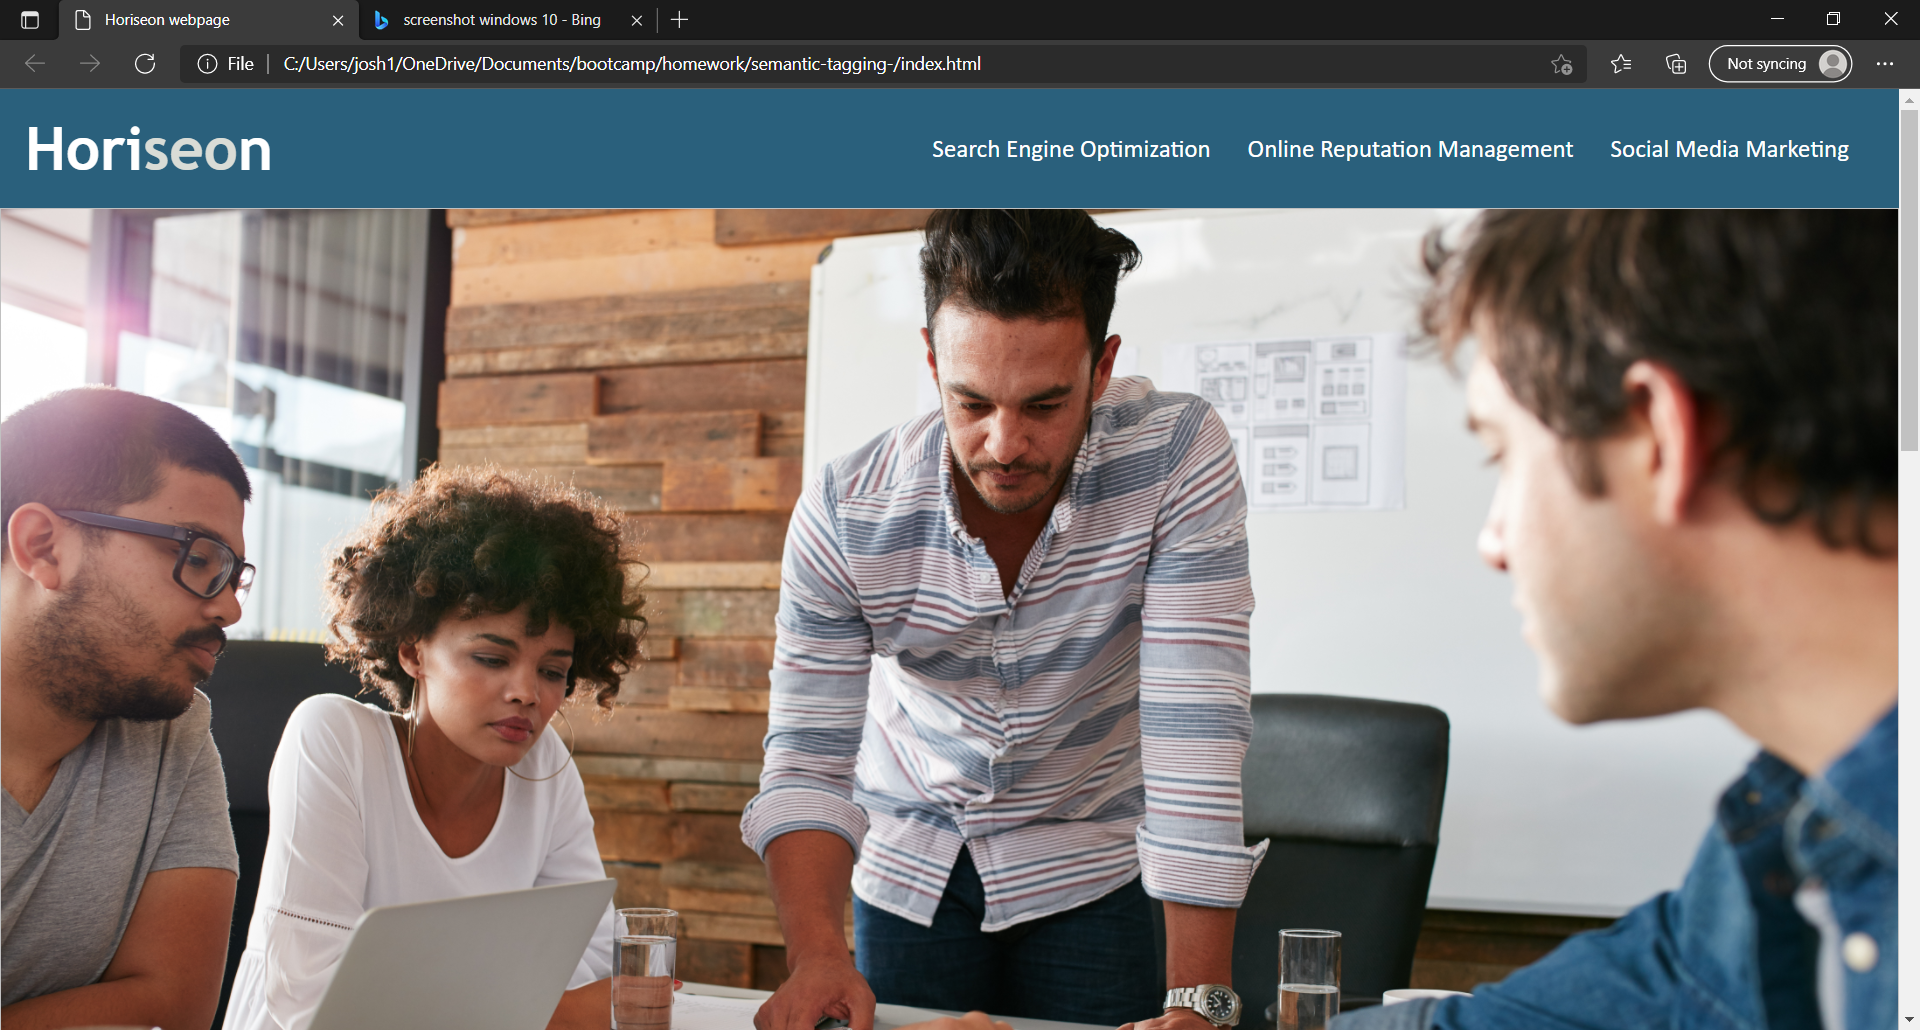 Horiseon webpage
screenshot windows 10 - Bing
File
C:/Users/josh1/OneDrive/Documents/bootcamp/homework/semantic-tagging-/index.html
Not syncing
Horiseon
Search Engine Optimization
Online Reputation Management
Social Media Marketing